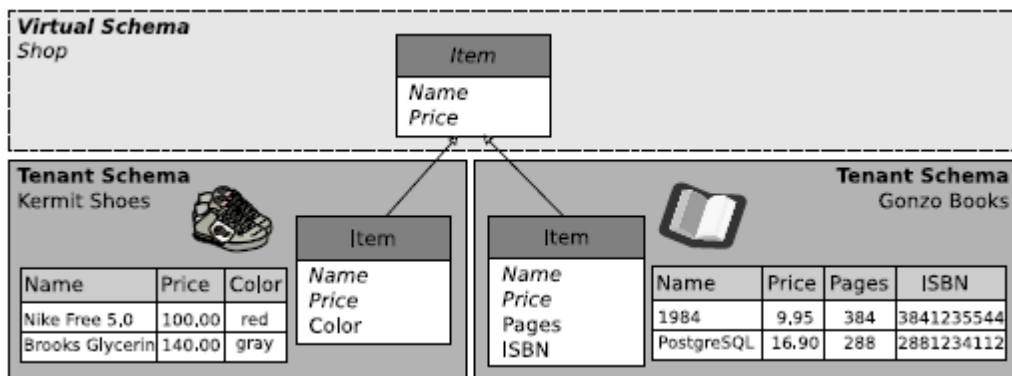 Virtual Schema
Shop
Item
Name
Price
Tenant Schema
Kermit Shoes
Item
Name
Price
Color
Name Price Color
Nike Free 5.0 100.00 red
Brooks Glycerin 140.00 gray
Tenant Schema
Gonzo Books
Item
Name
Price
Pages
ISBN
Name Price Pages ISBN
1984 9.95 384 3841235544
PostgreSQL 16.90 288 2881234112